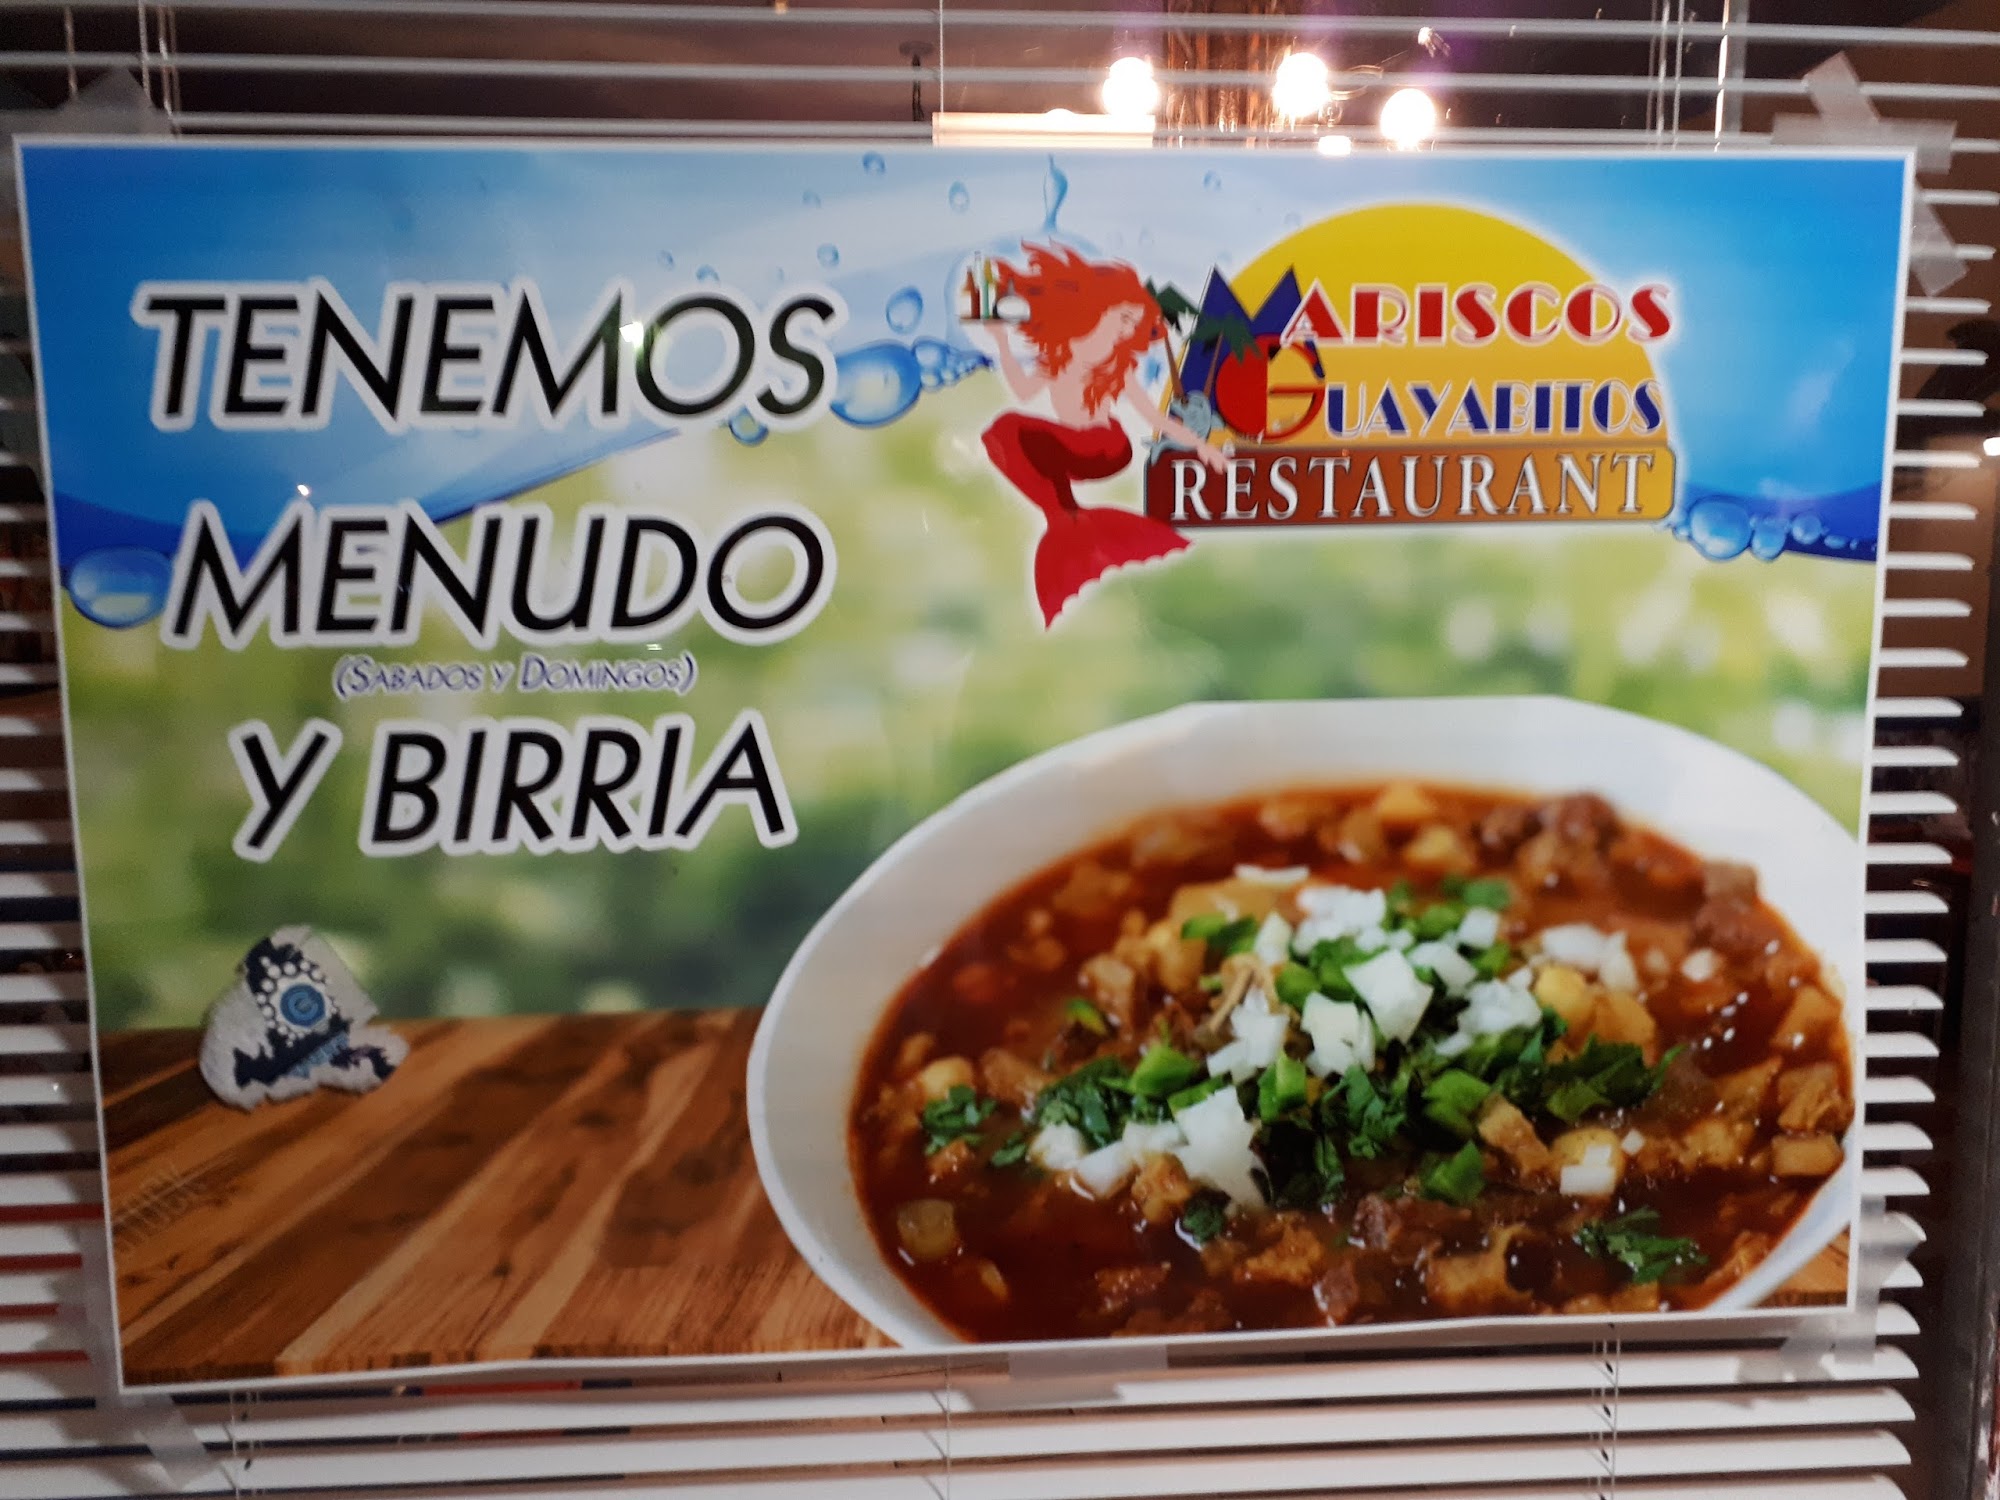 TENEMOS
MENUDO
(SABADOS Y DOMINGOS)
Y BIRRIA
MARISCOS
GUAYABITOS
RESTAURANT